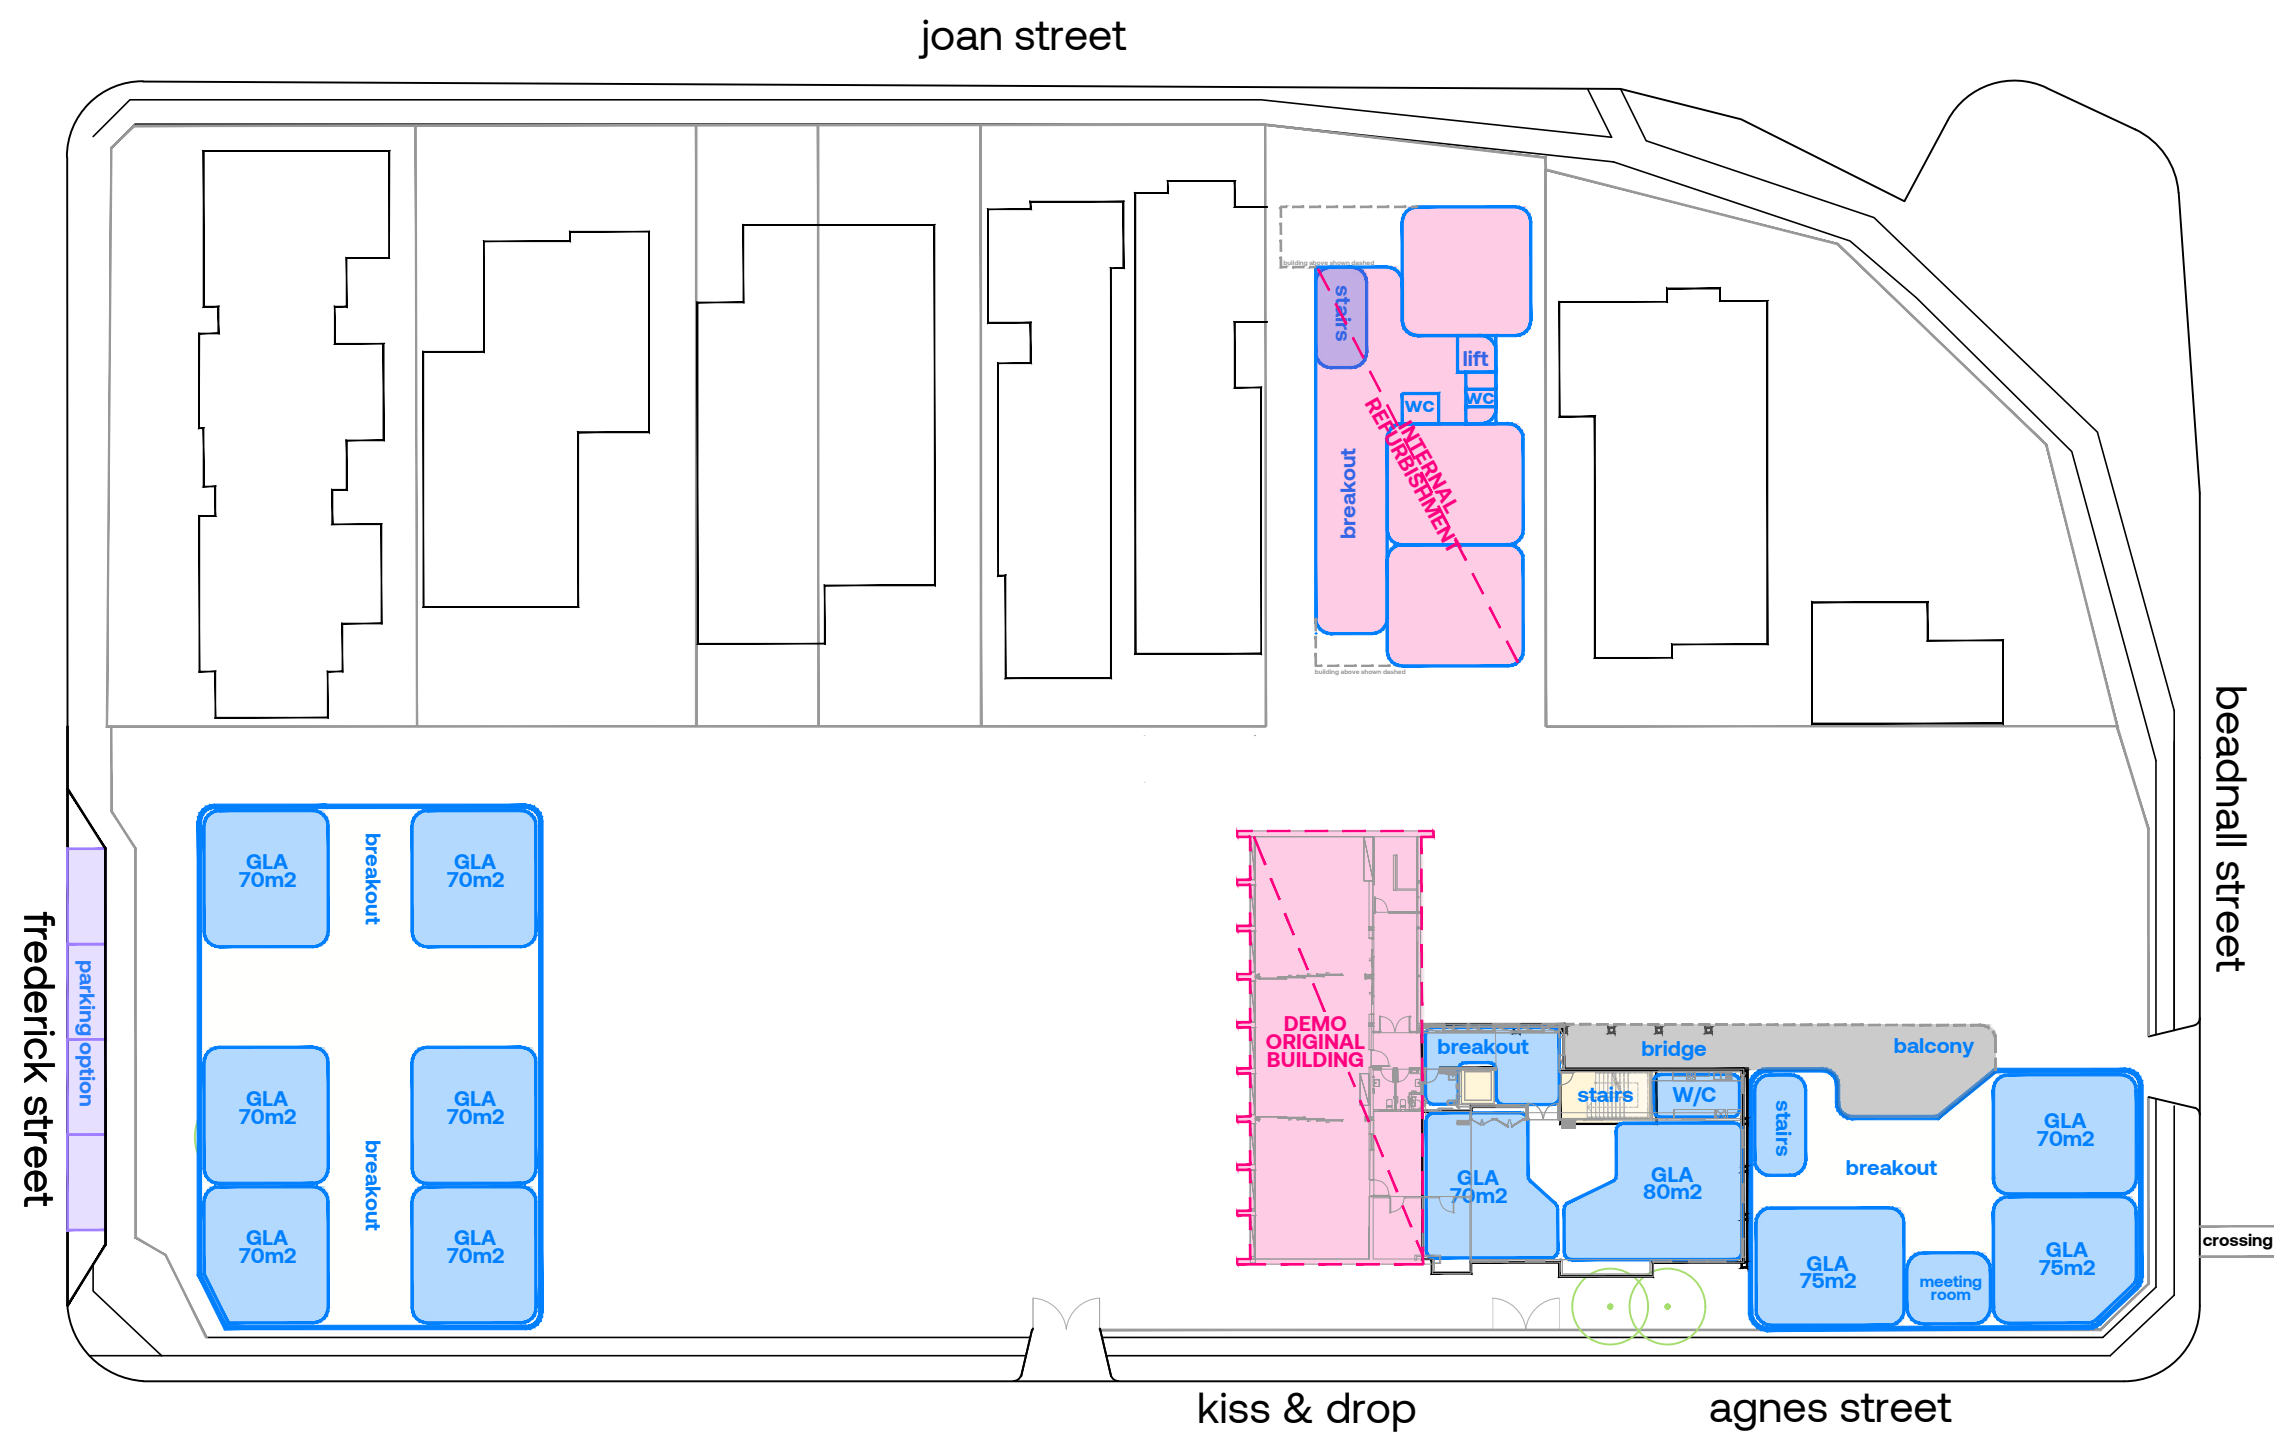 joan street
building above shown dashed
stairs
lift
wc
wc
INTERNAL
REFURBISHMENT
breakout
building above shown dashed
beadnall street
frederick street
parking option
GLA
70m2
breakout
GLA
70m2
GLA
70m2
GLA
70m2
breakout
GLA
70m2
GLA
70m2
DEMO
ORIGINAL
BUILDING
breakout
bridge
balcony
stairs
W/C
stairs
GLA
70m2
breakout
GLA
70m2
GLA
80m2
GLA
75m2
meeting
room
GLA
75m2
crossing
kiss & drop
agnes street